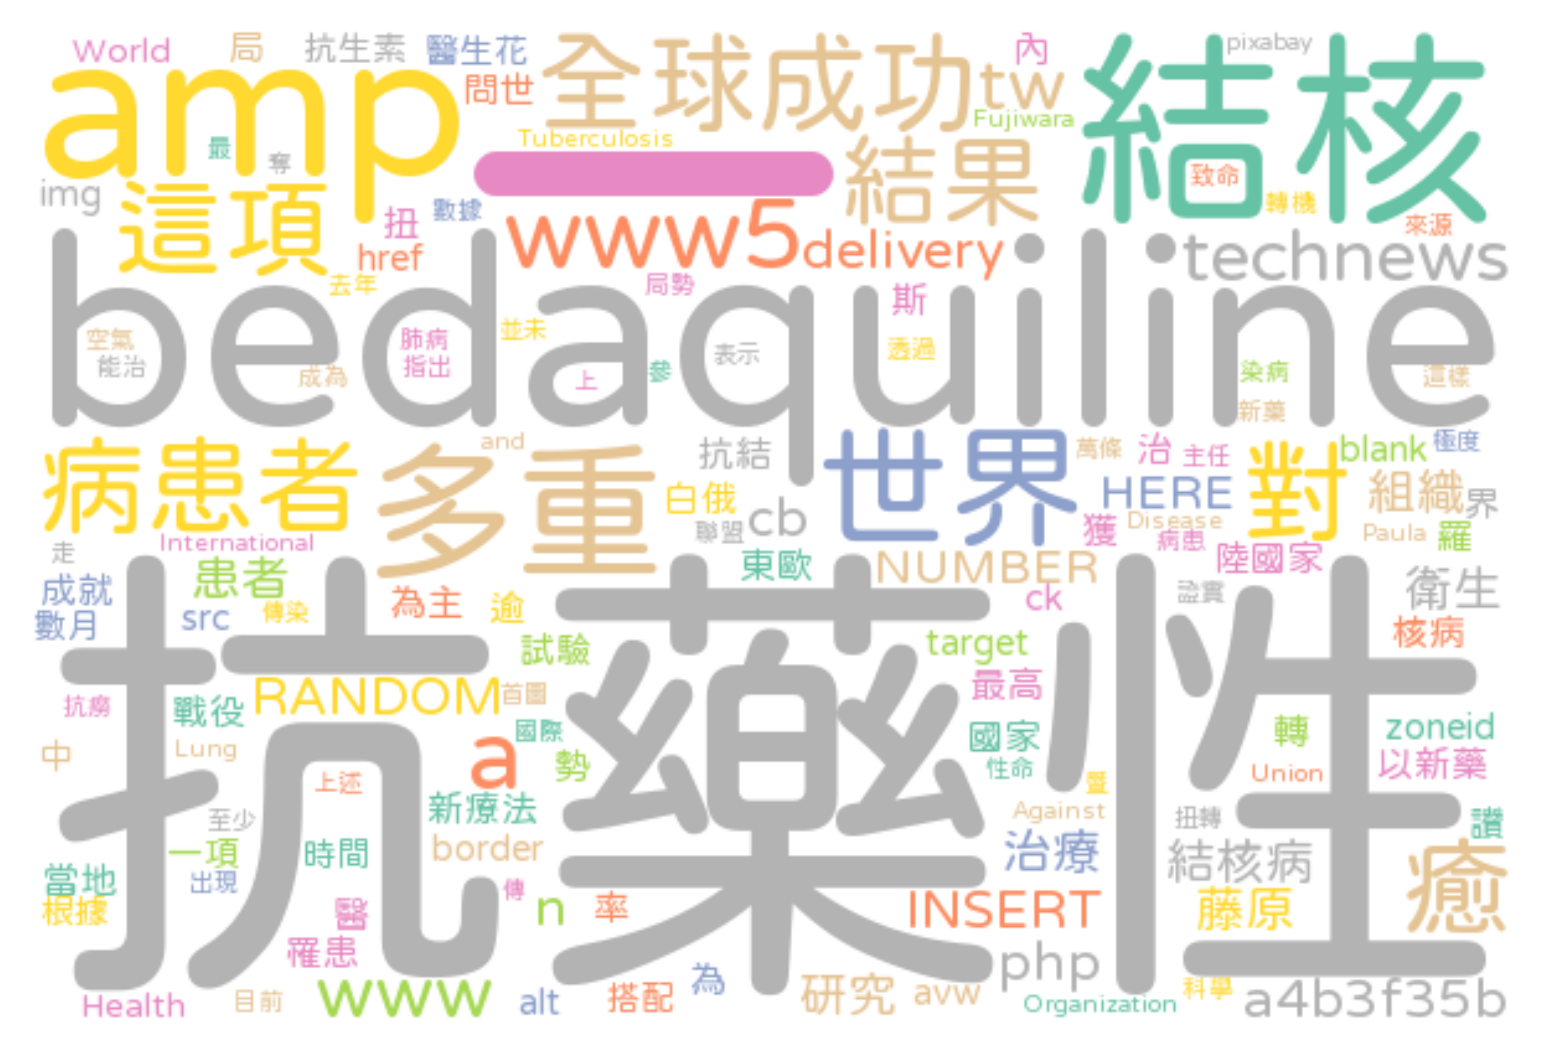 World 局 抗生素 醫生花 全球成功 內 pixabay 結核
amp 問世 tw
Tuberculosis Fujiwara
最 奪 結果 致命
img 這項 扭 數據 www5 轉機 來源
href delivery technews
去年 局勢 斯
bedaquiline
空氣 肺病 並未 表示 透過
能治 成為 指出 上 參 染病 這樣
新藥
病患者 多重 and 抗結 世界 萬條 治 主任 對 blank 極度
白俄 cb HERE 組織 界
聯盟 獲 Disease Paula 羅
走 International 病患
患者 東歐 NUMBER 陸國家
成就 src 傳染 為主 逾 ck 證實 衛生
數月 試驗 target 核病
抗藥性
抗癆 戰役 RANDOM 首圖 最高
中 Lung a 國際 勢 國家 轉 zoneid
上述 性命 Union 以新藥
至少 新療法 Against 扭轉 讚
一項 時間 border 治療 結核病
當地 出現 傳 癒
根據 醫 n 率 INSERT 藤原
罹患 php
Health 目前 www alt 搭配 為 研究 avw Organization 科學 a4b3f35b